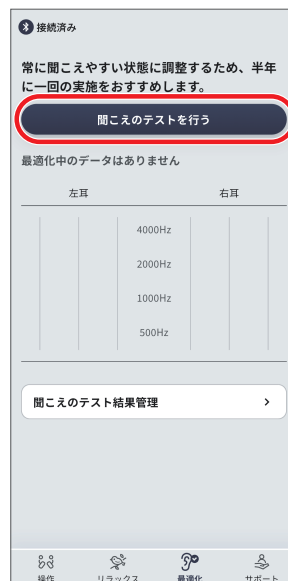 接続済み
常に聞こえやすい状態に調整するため、半年
に一回の実施をおすすめします。
聞こえのテストを行う
最適化中のデータはありません
左耳 右耳
4000Hz
2000Hz
1000Hz
500Hz
聞こえのテスト結果管理
操作 リラックス 最適化 サポート